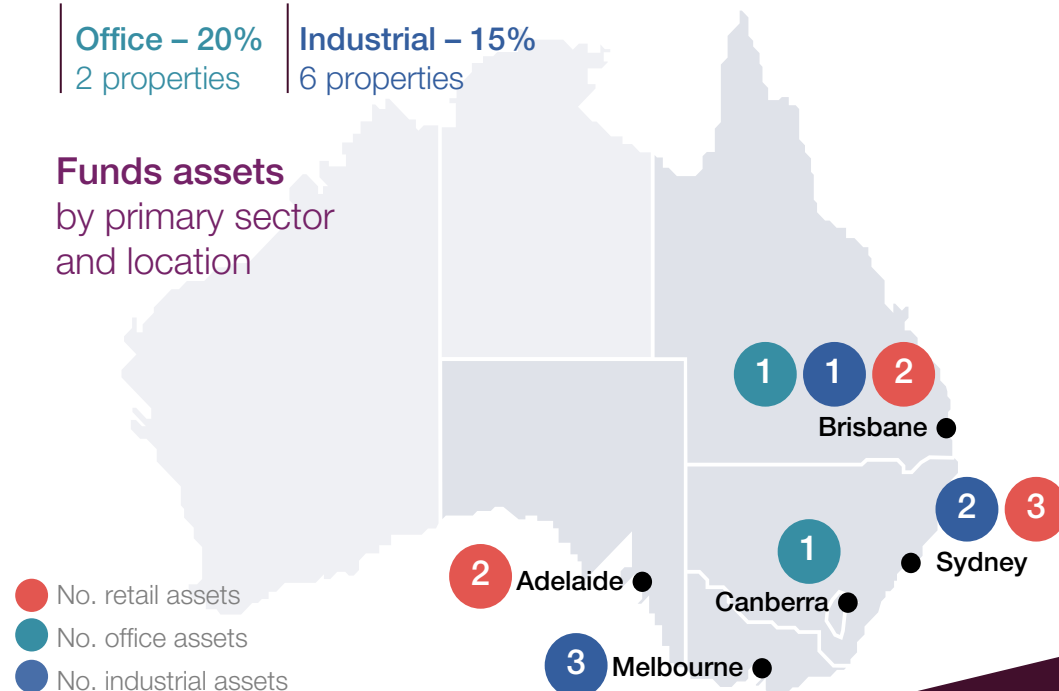 Office – 20%
2 properties
Industrial – 15%
6 properties
Funds assets
by primary sector
and location
1 1 2
Brisbane
2 3
Sydney
1
Canberra
2 Adelaide
3 Melbourne
No. retail assets
No. office assets
No. industrial assets